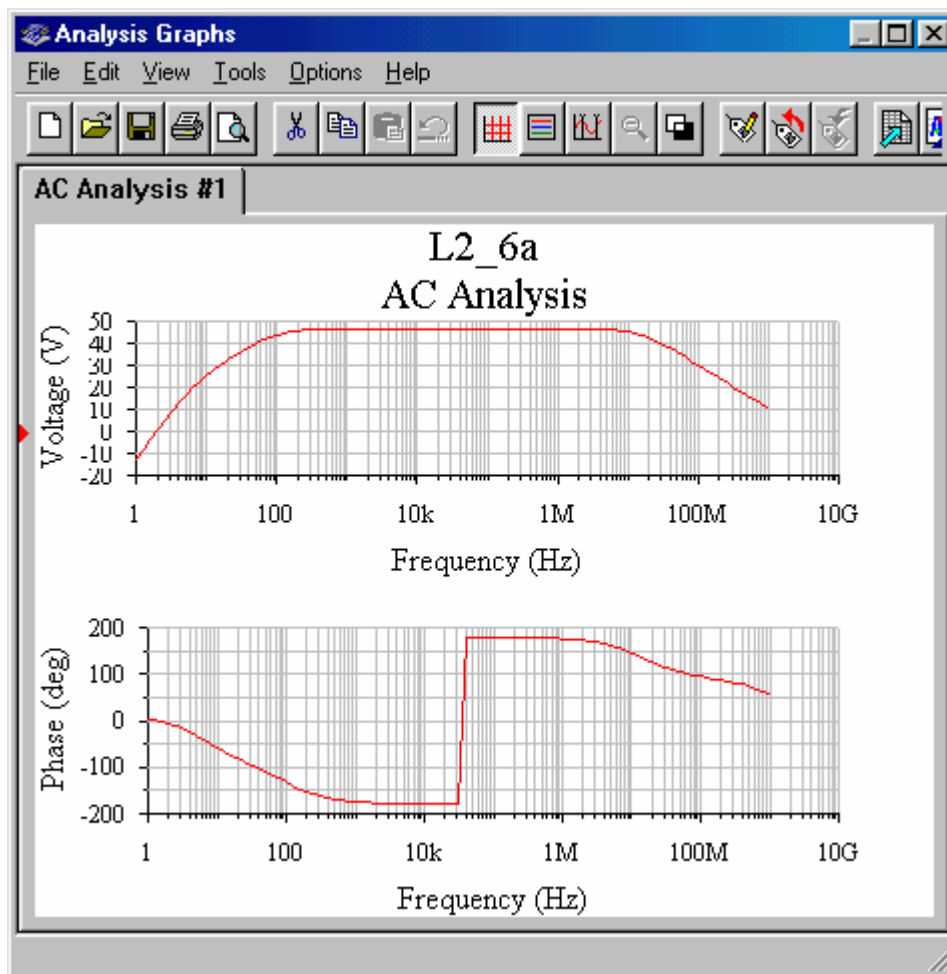 Analysis Graphs
File Edit View Tools Options Help
AC Analysis #1
L2_6a
AC Analysis
Voltage (V)
50
40
30
20
10
0
-10
-20
1 100 10k 1M 100M 10G
Frequency (Hz)
Phase (deg)
200
100
0
-100
-200
1 100 10k 1M 100M 10G
Frequency (Hz)